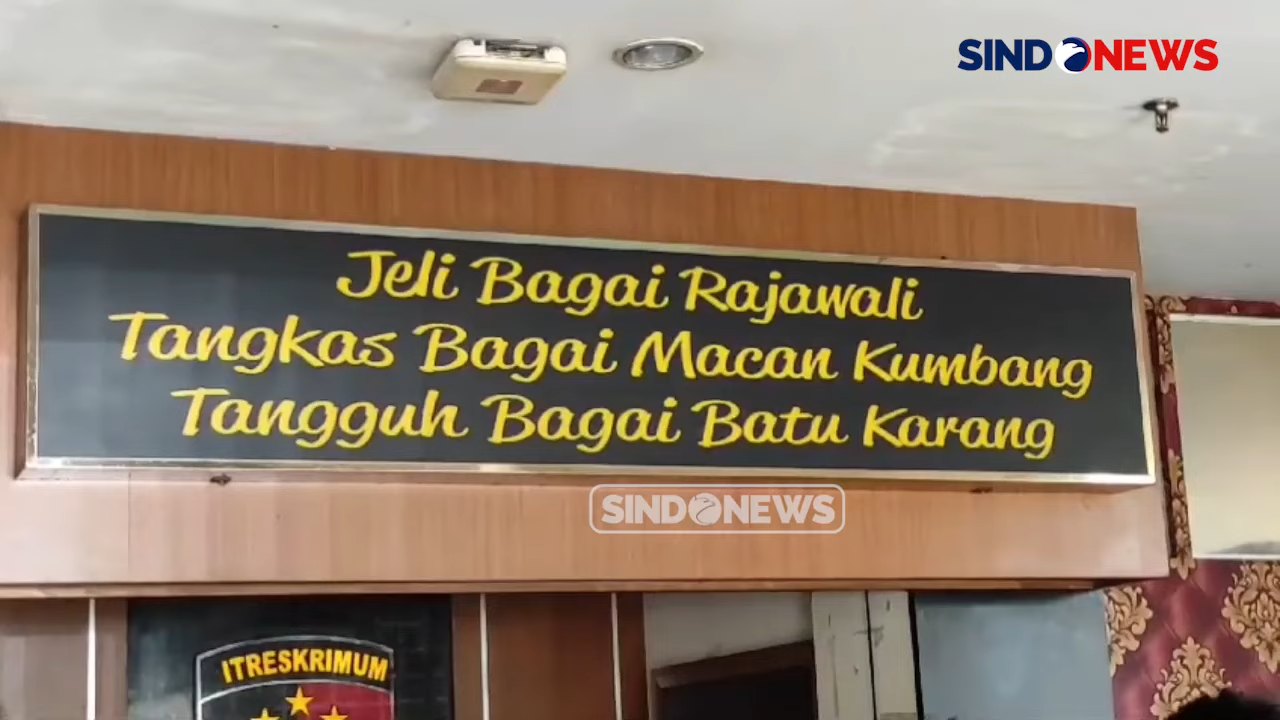 SINDONEWS
Jeli Bagai Rajawali
Tangkas Bagai Macan Kumbang
Tangguh Bagai Batu Karang
SINDONEWS
ITRESKRIMUM